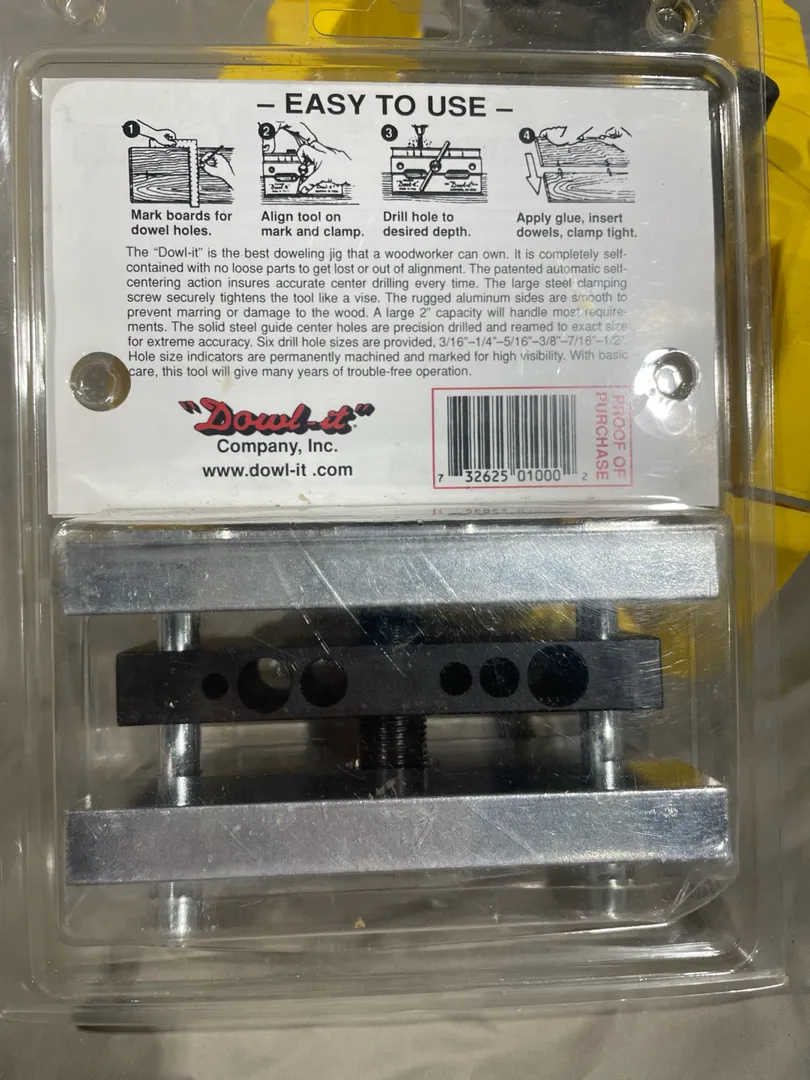 – EASY TO USE –
1
2
3
4
Mark boards for
dowel holes.
Align tool on
mark and clamp.
Drill hole to
desired depth.
Apply glue, insert
dowels, clamp tight.
The “Dowl-it” is the best doweling jig that a woodworker can own. It is completely self-
contained with no loose parts to get lost or out of alignment. The patented automatic self-
centering action insures accurate center drilling every time. The large steel clamping
screw securely tightens the tool like a vise. The rugged aluminum sides are smooth to
prevent marring or damage to the wood. A large 2” capacity will handle most require-
ments. The solid steel guide center holes are precision drilled and reamed to exact size
for extreme accuracy. Six drill hole sizes are provided, 3/16”–1/4”–5/16”–3/8”–7/16”–1/2”.
Hole size indicators are permanently machined and marked for high visibility. With basic
care, this tool will give many years of trouble-free operation.
“Dowl-it”
Company, Inc.
www.dowl-it .com
7 32625 01000 2
PROOF OF
PURCHASE